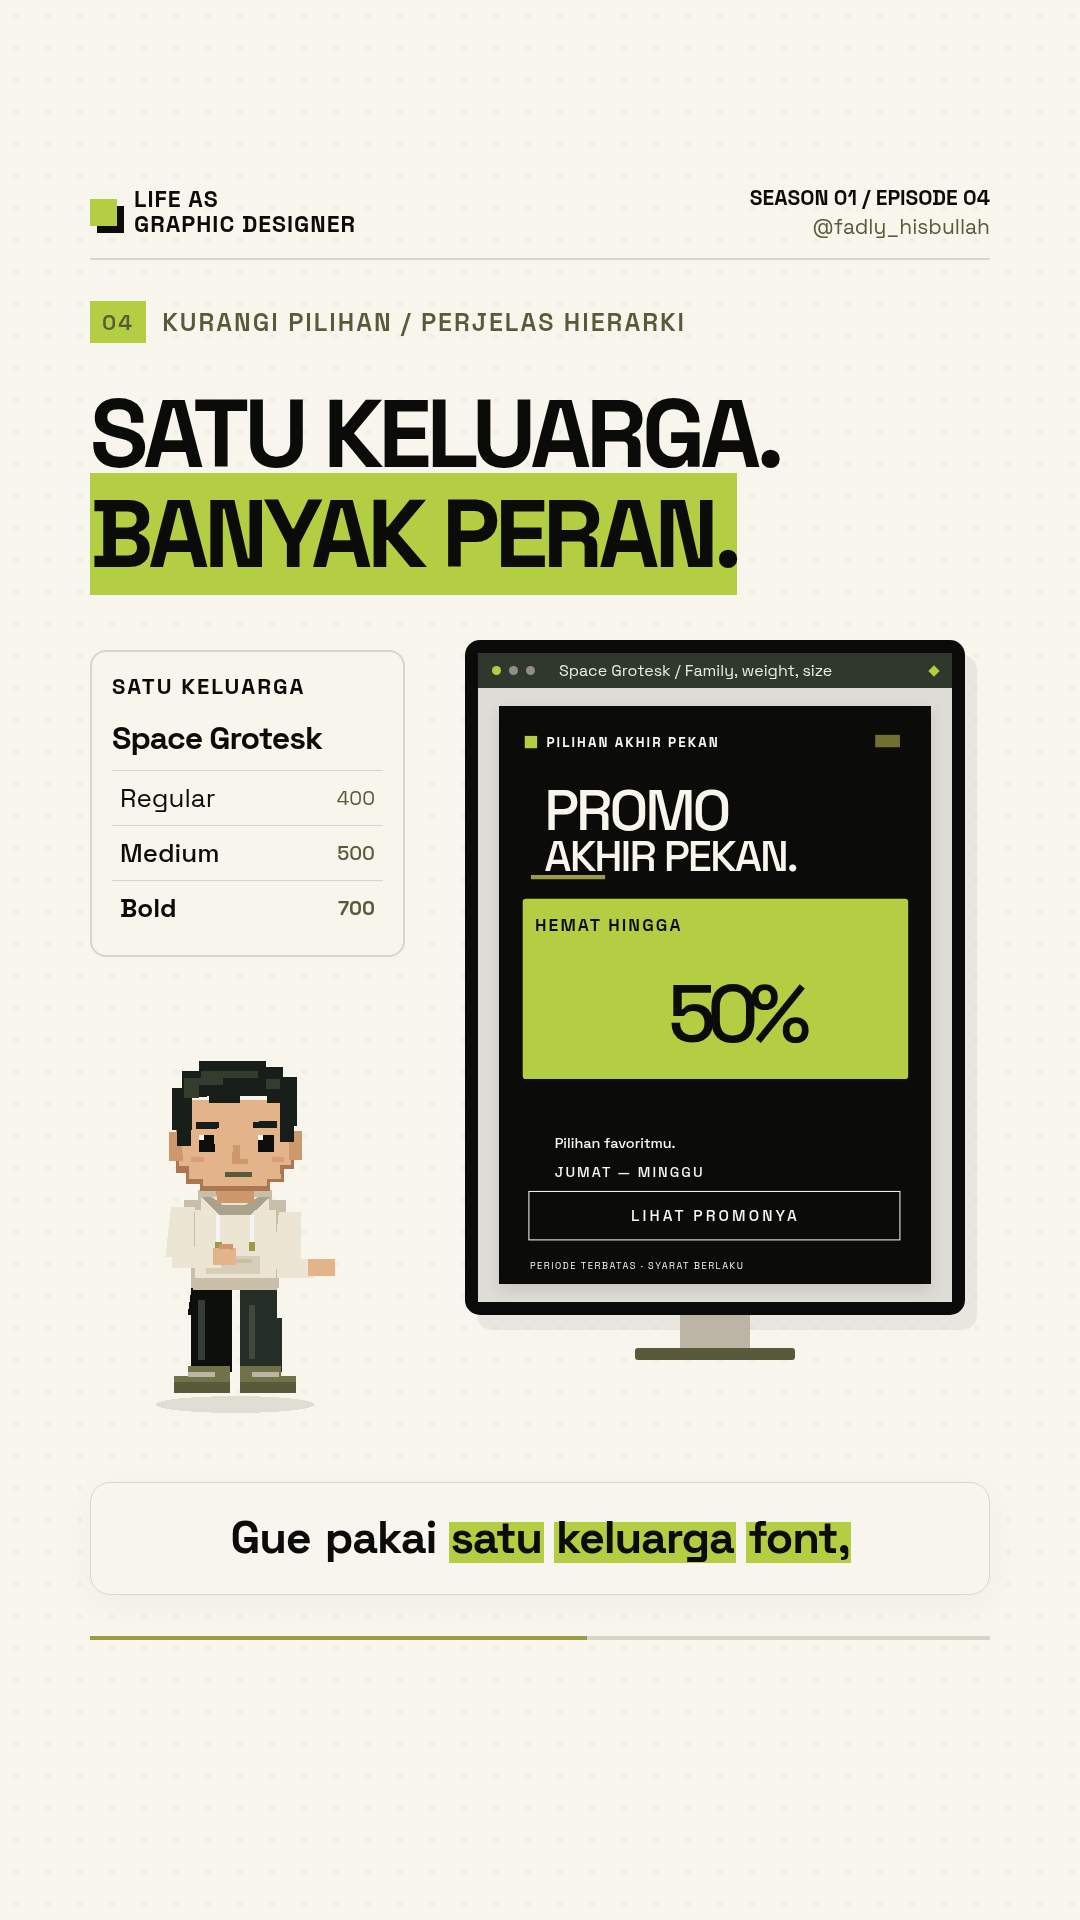 LIFE AS
GRAPHIC DESIGNER
SEASON 01 / EPISODE 04
@fadly_hisbullah
04 KURANGI PILIHAN / PERJELAS HIERARKI
SATU KELUARGA.
BANYAK PERAN.
SATU KELUARGA
Space Grotesk
Regular 400
Medium 500
Bold 700
Space Grotesk / Family, weight, size
PILIHAN AKHIR PEKAN
PROMO
AKHIR PEKAN.
HEMAT HINGGA
50%
Pilihan favoritmu.
JUMAT — MINGGU
LIHAT PROMONYA
PERIODE TERBATAS · SYARAT BERLAKU
Gue pakai satu keluarga font,